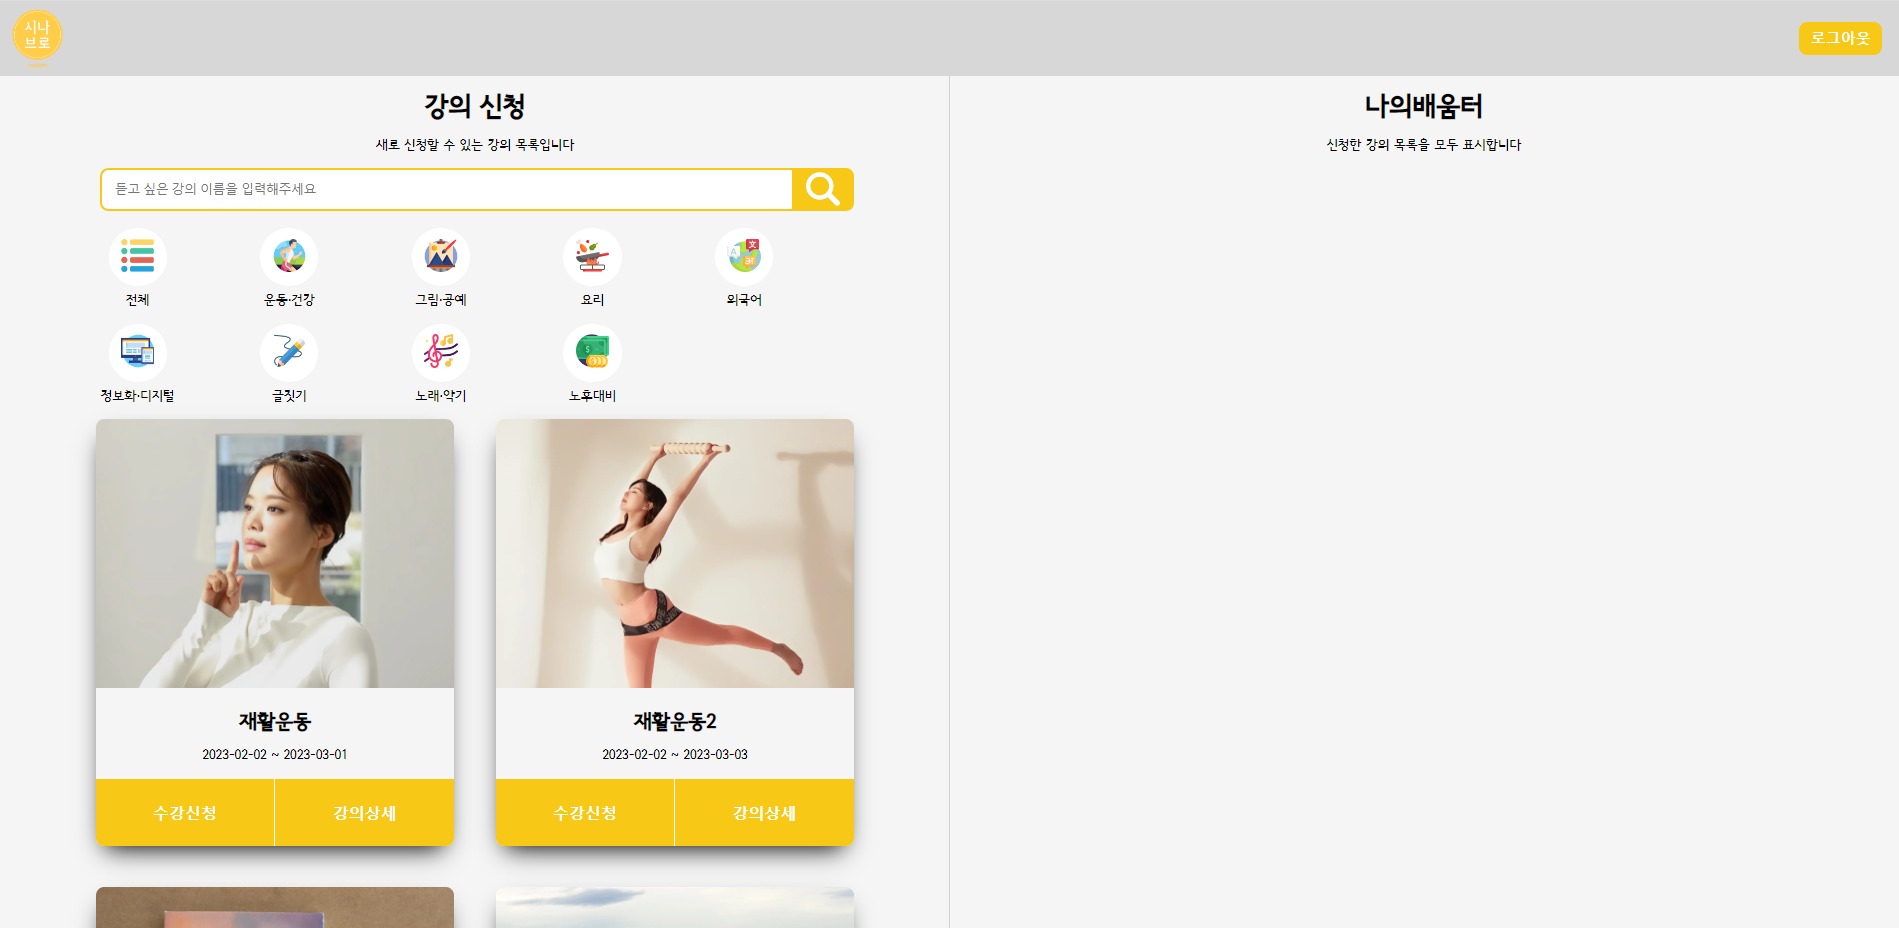 시나
브로
로그아웃
강의 신청
새로 신청할 수 있는 강의 목록입니다
듣고 싶은 강의 이름을 입력해주세요
전체
운동·건강
그림·공예
요리
외국어
정보화·디지털
글짓기
노래·악기
노후대비
재활운동
2023-02-02 ~ 2023-03-01
수강신청
강의상세
재활운동2
2023-02-02 ~ 2023-03-03
수강신청
강의상세
나의배움터
신청한 강의 목록을 모두 표시합니다